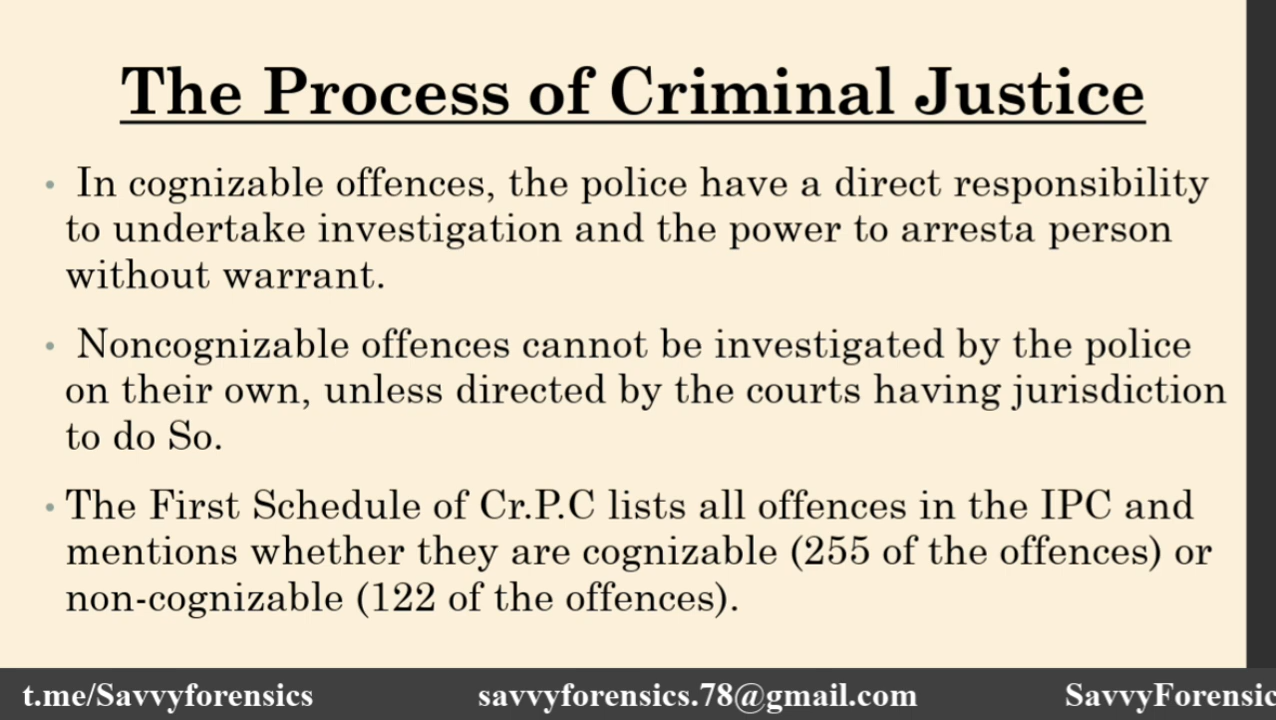 The Process of Criminal Justice
• In cognizable offences, the police have a direct responsibility
to undertake investigation and the power to arresta person
without warrant.
• Noncognizable offences cannot be investigated by the police
on their own, unless directed by the courts having jurisdiction
to do So.
• The First Schedule of Cr.P.C lists all offences in the IPC and
mentions whether they are cognizable (255 of the offences) or
non-cognizable (122 of the offences).
t.me/Savvyforensics savvyforensics.78@gmail.com SavvyForensic